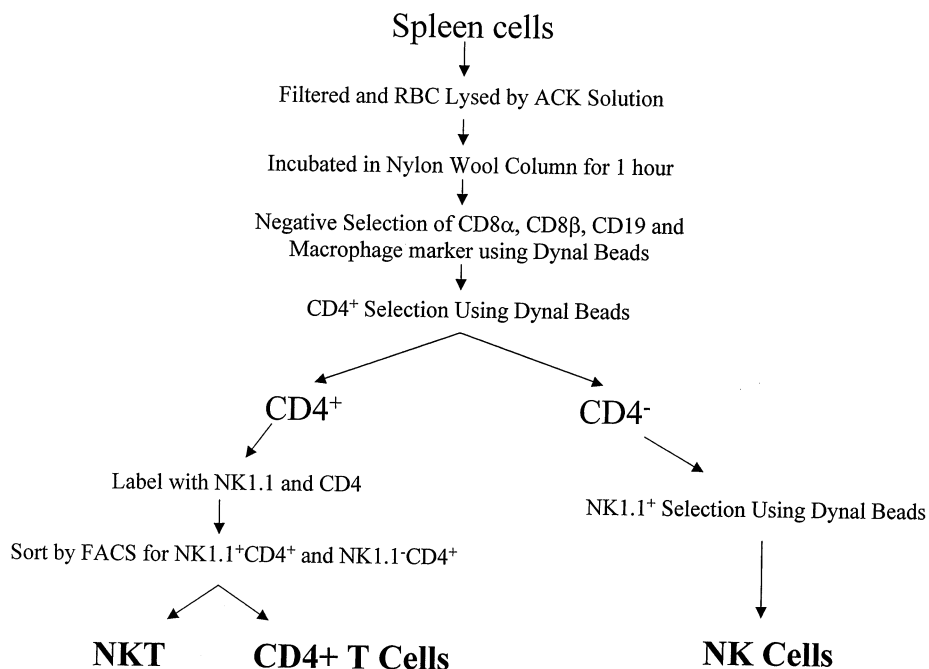 Spleen cells
Filtered and RBC Lysed by ACK Solution
Incubated in Nylon Wool Column for 1 hour
Negative Selection of CD8α, CD8β, CD19 and
Macrophage marker using Dynal Beads
CD4⁺ Selection Using Dynal Beads
CD4⁺
CD4⁻
Label with NK1.1 and CD4
NK1.1⁺ Selection Using Dynal Beads
Sort by FACS for NK1.1⁺CD4⁺ and NK1.1⁻CD4⁺
NKT
CD4+ T Cells
NK Cells